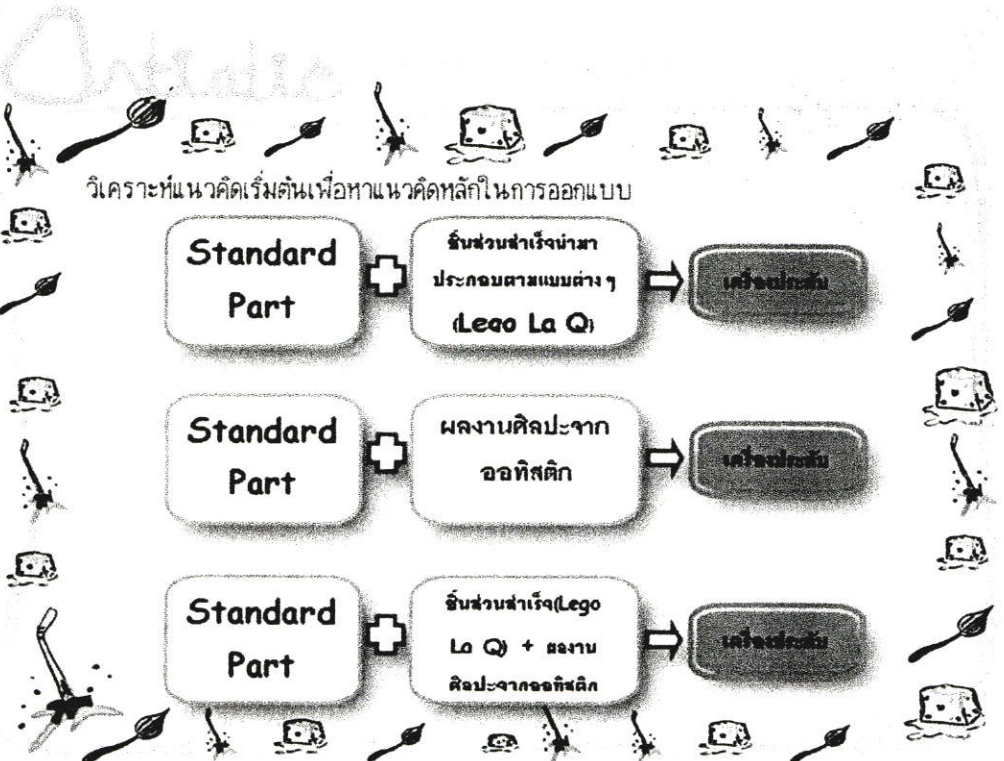 Artistic
วิเคราะห์แนวคิดเริ่มต้นเพื่อหาแนวคิดหลักในการออกแบบ
Standard
Part
ชิ้นส่วนสำเร็จนำมา
ประกอบตามแบบต่าง ๆ
(Lego La Q)
เครื่องประดับ
Standard
Part
ผลงานศิลปะจาก
ออทิสติก
เครื่องประดับ
Standard
Part
ชิ้นส่วนสำเร็จ(Lego
La Q) + ผลงาน
ศิลปะจากออทิสติก
เครื่องประดับ